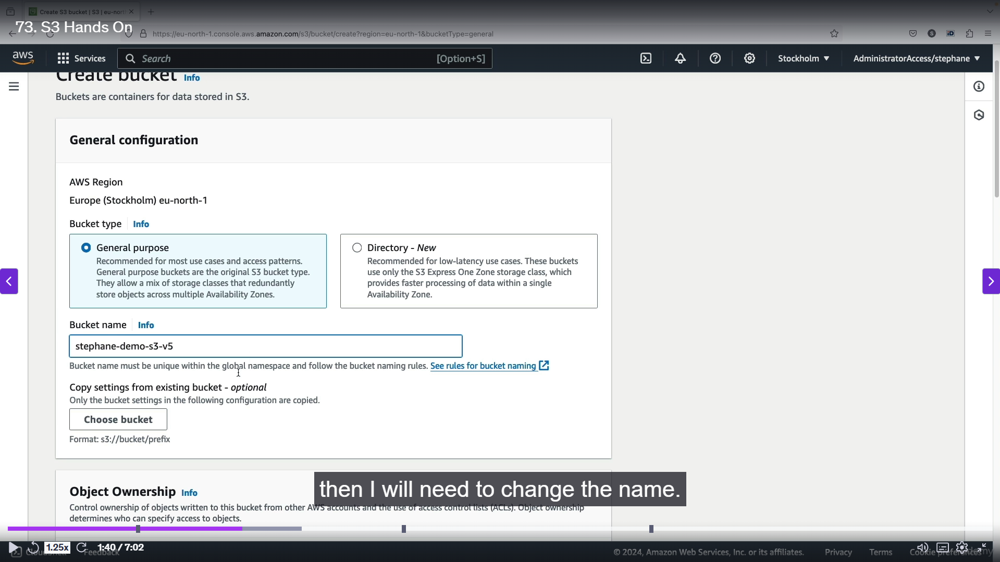 Create S3 bucket | S3 | eu-nort
73. S3 Hands On
https://eu-north-1.console.aws.amazon.com/s3/bucket/create?region=eu-north-1&bucketType=general
aws
Services
Search
[Option+S]
Stockholm
AdministratorAccess/stephane
Create bucket Info
Buckets are containers for data stored in S3.
General configuration
AWS Region
Europe (Stockholm) eu-north-1
Bucket type Info
General purpose
Recommended for most use cases and access patterns.
General purpose buckets are the original S3 bucket type.
They allow a mix of storage classes that redundantly
store objects across multiple Availability Zones.
Directory - New
Recommended for low-latency use cases. These buckets
use only the S3 Express One Zone storage class, which
provides faster processing of data within a single
Availability Zone.
Bucket name Info
stephane-demo-s3-v5
Bucket name must be unique within the global namespace and follow the bucket naming rules. See rules for bucket naming
Copy settings from existing bucket - optional
Only the bucket settings in the following configuration are copied.
Choose bucket
Format: s3://bucket/prefix
then I will need to change the name.
Object Ownership Info
Control ownership of objects written to this bucket from other AWS accounts and the use of access control lists (ACLs). Object ownership
determines who can specify access to objects.
1.25x
1:40 / 7:02
CloudShell Feedback
© 2024, Amazon Web Services, Inc. or its affiliates.
Privacy
Terms
Cookie preferences